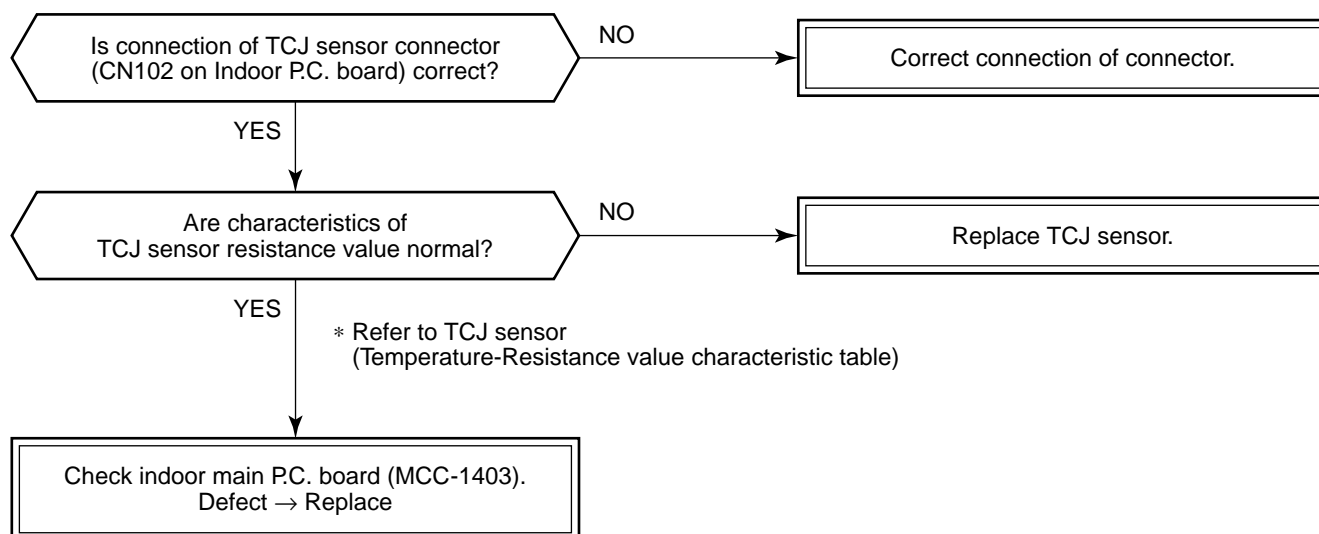 Is connection of TCJ sensor connector
(CN102 on Indoor P.C. board) correct?
NO
Correct connection of connector.
YES
Are characteristics of
TCJ sensor resistance value normal?
NO
Replace TCJ sensor.
YES
* Refer to TCJ sensor
(Temperature-Resistance value characteristic table)
Check indoor main P.C. board (MCC-1403).
Defect → Replace